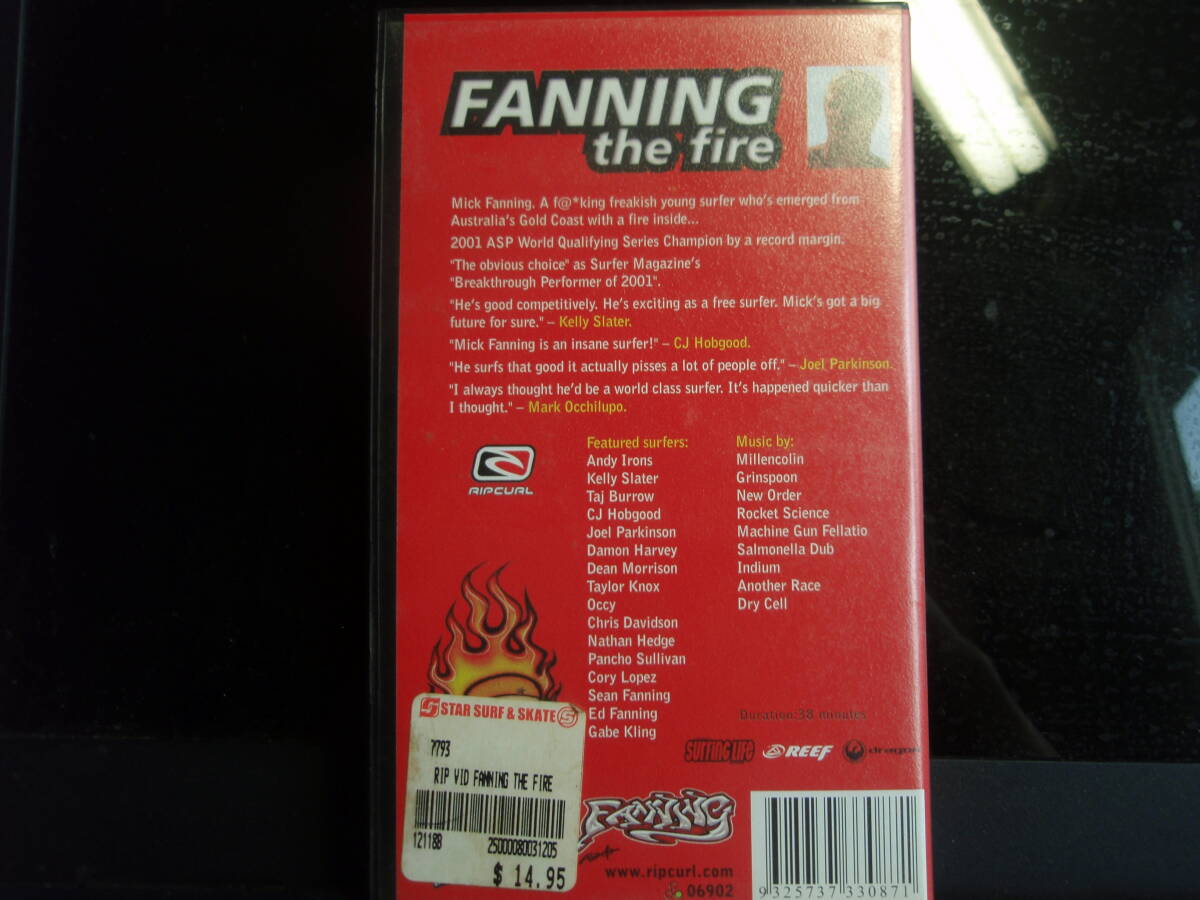 FANNING
the fire
Mick Fanning. A f@*king freakish young surfer who's emerged from
Australia's Gold Coast with a fire inside...
2001 ASP World Qualifying Series Champion by a record margin.
"The obvious choice" as Surfer Magazine's
"Breakthrough Performer of 2001".
"He's good competitively. He's exciting as a free surfer. Mick's got a big
future for sure." – Kelly Slater.
"Mick Fanning is an insane surfer!" – CJ Hobgood.
"He surfs that good it actually pisses a lot of people off." – Joel Parkinson.
"I always thought he'd be a world class surfer. It's happened quicker than
I thought." – Mark Occhilupo.
RIPCURL
Featured surfers:
Andy Irons
Kelly Slater
Taj Burrow
CJ Hobgood
Joel Parkinson
Damon Harvey
Dean Morrison
Taylor Knox
Occy
Chris Davidson
Nathan Hedge
Pancho Sullivan
Cory Lopez
Sean Fanning
Ed Fanning
Gabe Kling
Music by:
Millencolin
Grinspoon
New Order
Rocket Science
Machine Gun Fellatio
Salmonella Dub
Indium
Another Race
Dry Cell
Duration:38 minutes
SURFING LIFE
REEF
dragon
STAR SURF & SKATE
7793
RIP VID FANNING THE FIRE
121188
25000080031205
$ 14.95
FANNING
www.ripcurl.com
06902
9325737330871